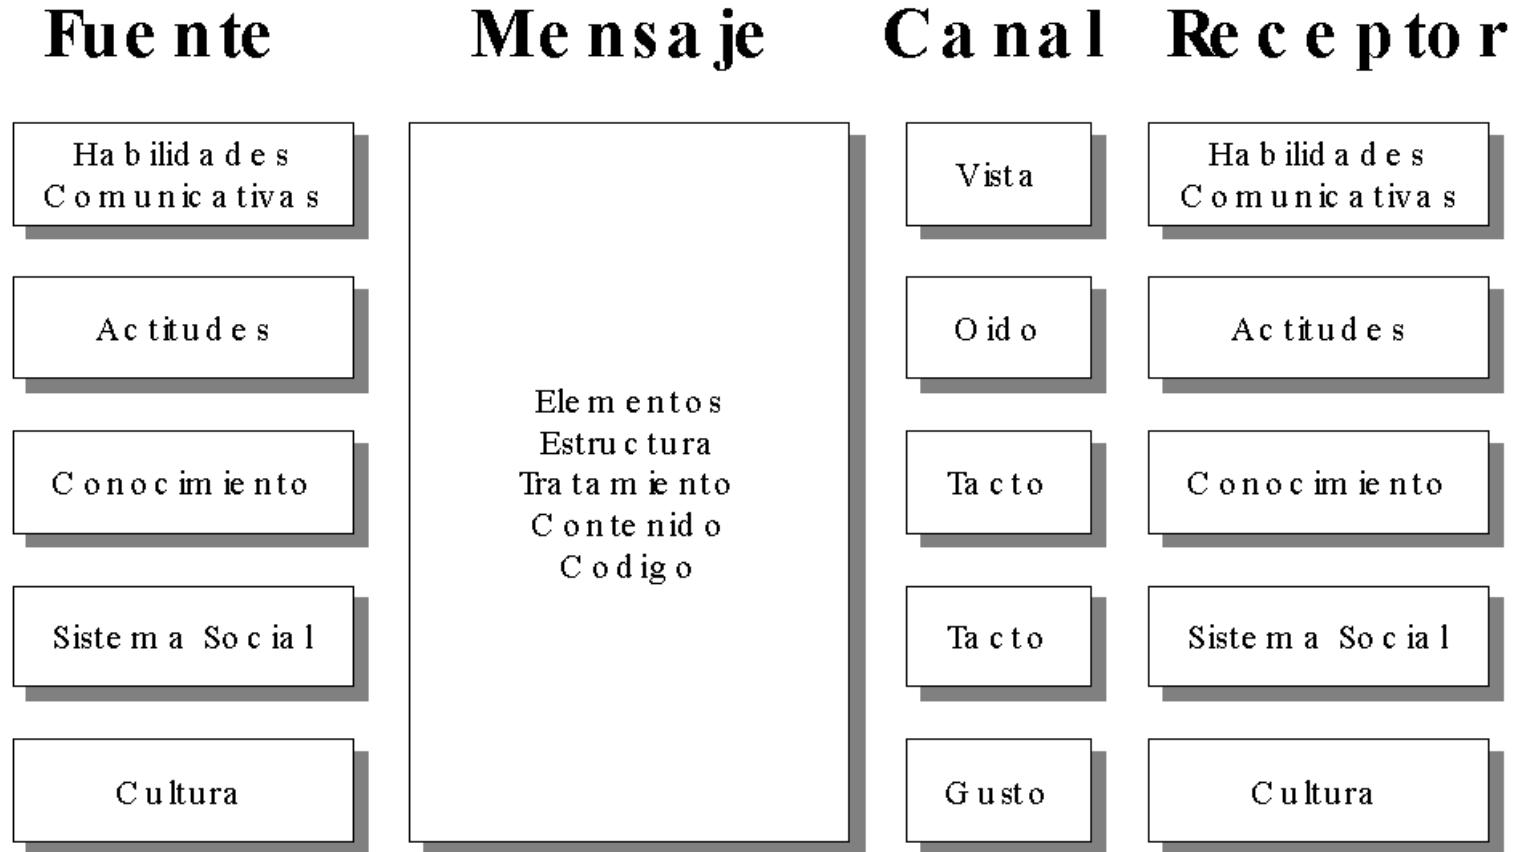 Fuente Mensaje Canal Receptor
Habilidades
Comunicativas
Actitudes
Conocimiento
Sistema Social
Cultura
Elementos
Estructura
Tratamiento
Contenido
Codigo
Vista
Oido
Tacto
Tacto
Gusto
Habilidades
Comunicativas
Actitudes
Conocimiento
Sistema Social
Cultura